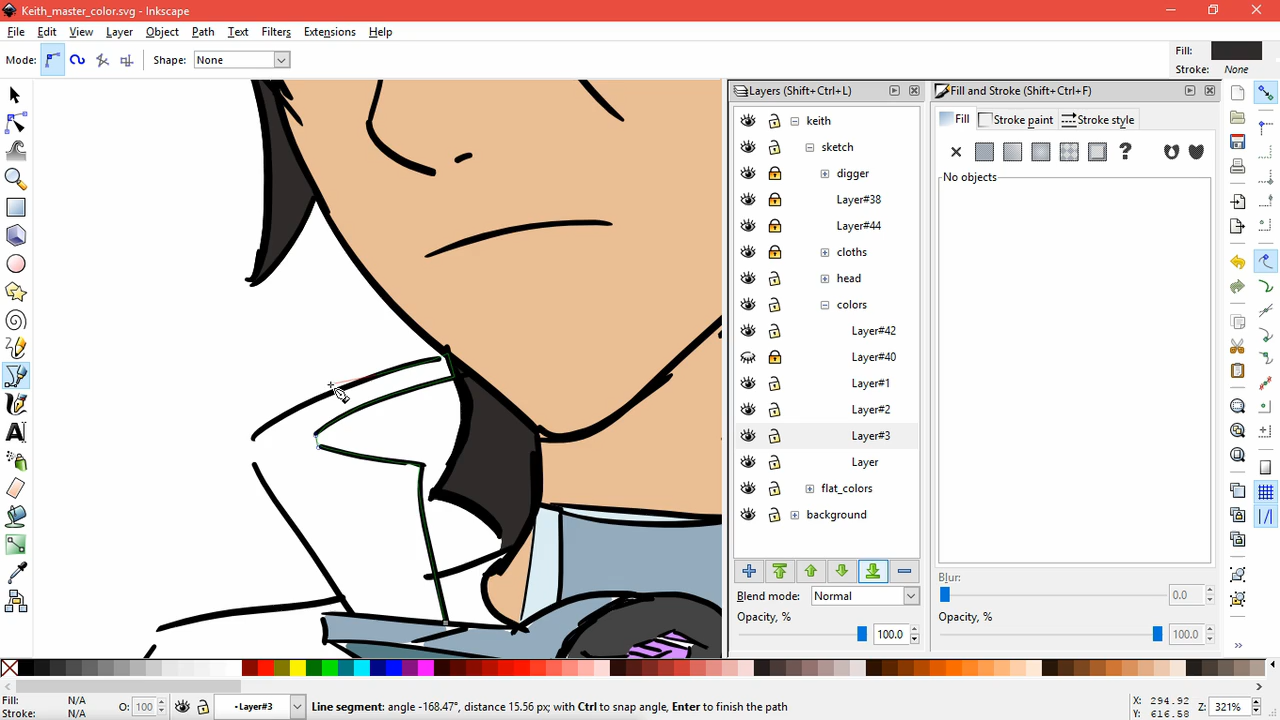 Keith_master_color.svg - Inkscape
File Edit View Layer Object Path Text Filters Extensions Help
Mode: Shape: None Fill:
Stroke: None
Layers (Shift+Ctrl+L) Fill and Stroke (Shift+Ctrl+F)
keith
sketch
digger
Layer#38
Layer#44
cloths
head
colors
Layer#42
Layer#40
Layer#1
Layer#2
Layer#3
Layer
flat_colors
background
Blend mode: Normal
Opacity, % 100.0
Fill Stroke paint Stroke style
?
No objects
Blur:
0.0
Opacity, %
100.0
Fill: N/A O: 100 •Layer#3 Line segment: angle -168.47°, distance 15.56 px; with Ctrl to snap angle, Enter to finish the path X: 294.92 Z: 321%
Stroke: N/A Y: 616.58